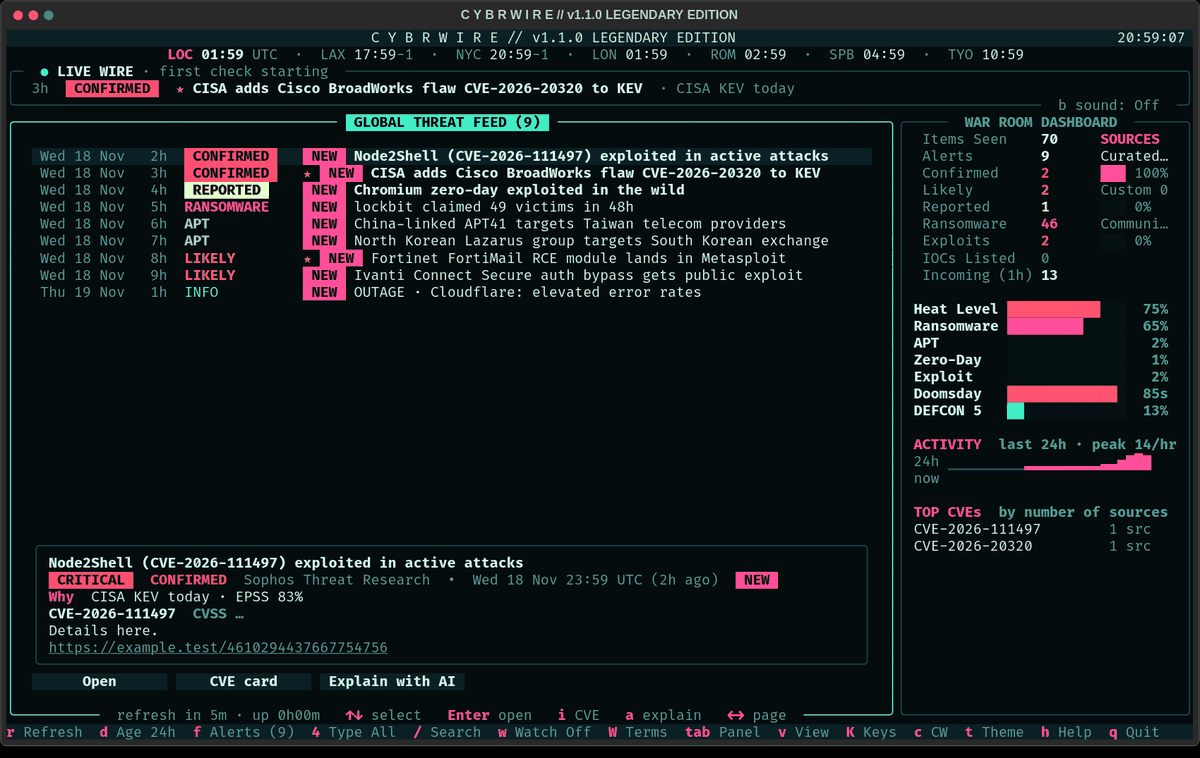 C Y B R W I R E // v1.1.0 LEGENDARY EDITION
C Y B R W I R E // v1.1.0 LEGENDARY EDITION 20:59:07
LOC 01:59 UTC · LAX 17:59-1 · NYC 20:59-1 · LON 01:59 · ROM 02:59 · SPB 04:59 · TYO 10:59
● LIVE WIRE · first check starting
3h CONFIRMED ★ CISA adds Cisco BroadWorks flaw CVE-2026-20320 to KEV · CISA KEV today
b sound: Off
GLOBAL THREAT FEED (9)
Wed 18 Nov 2h CONFIRMED NEW Node2Shell (CVE-2026-111497) exploited in active attacks
Wed 18 Nov 3h CONFIRMED ★ NEW CISA adds Cisco BroadWorks flaw CVE-2026-20320 to KEV
Wed 18 Nov 4h REPORTED NEW Chromium zero-day exploited in the wild
Wed 18 Nov 5h RANSOMWARE NEW lockbit claimed 49 victims in 48h
Wed 18 Nov 6h APT NEW China-linked APT41 targets Taiwan telecom providers
Wed 18 Nov 7h APT NEW North Korean Lazarus group targets South Korean exchange
Wed 18 Nov 8h LIKELY ★ NEW Fortinet FortiMail RCE module lands in Metasploit
Wed 18 Nov 9h LIKELY NEW Ivanti Connect Secure auth bypass gets public exploit
Thu 19 Nov 1h INFO NEW OUTAGE · Cloudflare: elevated error rates
Node2Shell (CVE-2026-111497) exploited in active attacks
CRITICAL CONFIRMED Sophos Threat Research • Wed 18 Nov 23:59 UTC (2h ago) NEW
Why CISA KEV today · EPSS 83%
CVE-2026-111497 CVSS …
Details here.
https://example.test/4610294437667754756
Open CVE card Explain with AI
refresh in 5m · up 0h00m ↑↓ select Enter open i CVE a explain ↔ page
WAR ROOM DASHBOARD
Items Seen 70 SOURCES
Alerts 9 Curated…
Confirmed 2 100%
Likely 2 Custom 0
Reported 1 0%
Ransomware 46 Communi…
Exploits 2 0%
IOCs Listed 0
Incoming (1h) 13
Heat Level 75%
Ransomware 65%
APT 2%
Zero-Day 1%
Exploit 2%
Doomsday 85s
DEFCON 5 13%
ACTIVITY last 24h · peak 14/hr
24h
now
TOP CVEs by number of sources
CVE-2026-111497 1 src
CVE-2026-20320 1 src
r Refresh d Age 24h f Alerts (9) 4 Type All / Search w Watch Off W Terms tab Panel v View K Keys c CW t Theme h Help q Quit